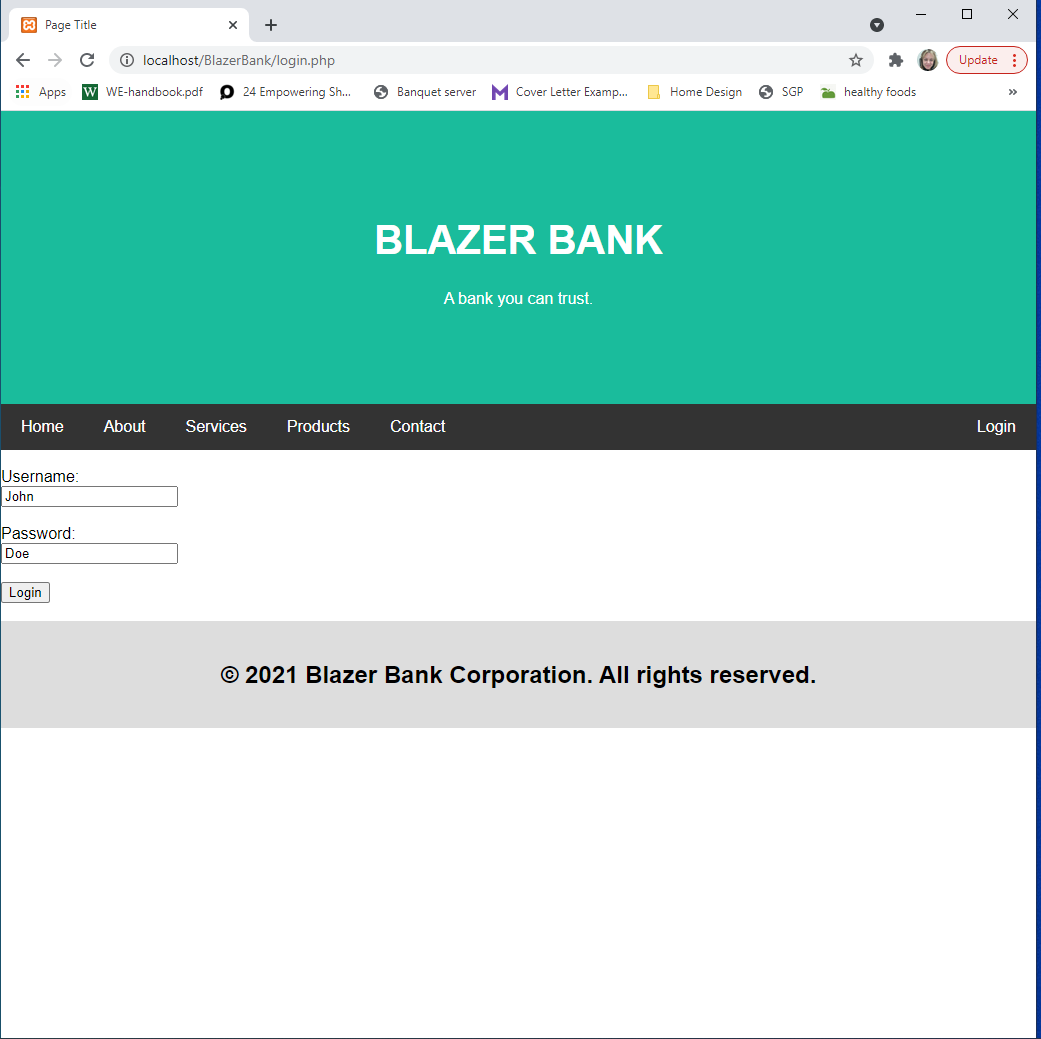 Page Title
localhost/BlazerBank/login.php
Update
Apps WE-handbook.pdf 24 Empowering Sh... Banquet server Cover Letter Examp... Home Design SGP healthy foods »
BLAZER BANK
A bank you can trust.
Home About Services Products Contact Login
Username:
John
Password:
Doe
Login
© 2021 Blazer Bank Corporation. All rights reserved.